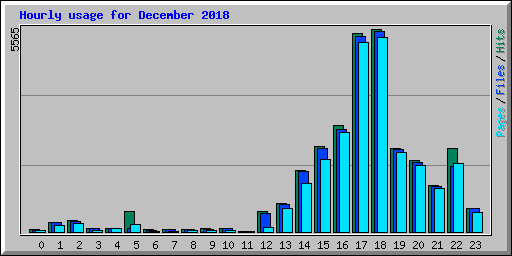 Hourly usage for December 2018
5565
Pages/Files/Hits
0 1 2 3 4 5 6 7 8 9 10 11 12 13 14 15 16 17 18 19 20 21 22 23